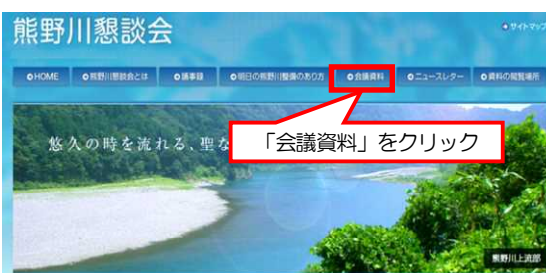 熊野川懇談会
サイトマップ
HOME 熊野川懇談会とは 議事録 明日の熊野川整備のあり方 会議資料 ニュースレター 資料の閲覧場所
悠久の時を流れる、聖な
「会議資料」をクリック
熊野川上流部